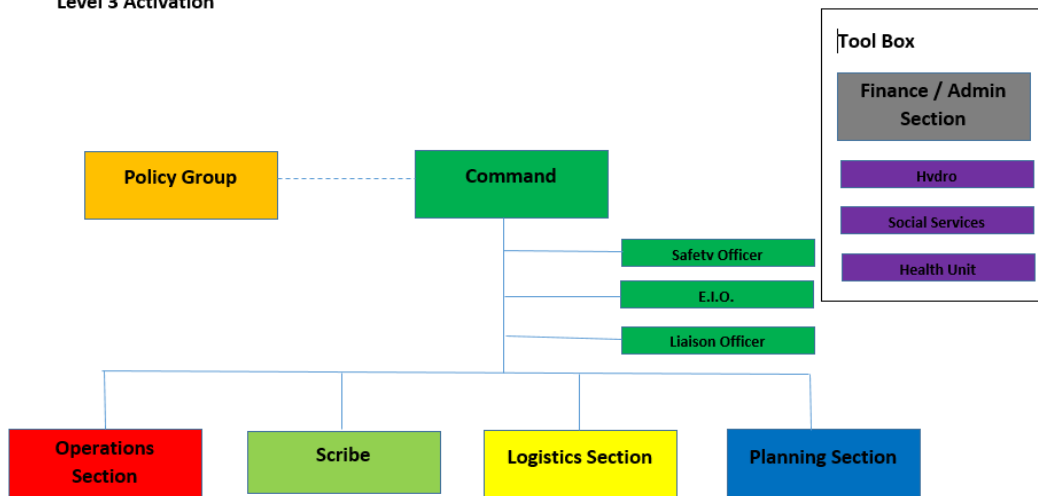 Level 3 Activation
Tool Box
Finance / Admin
Section
Hydro
Social Services
Health Unit
Policy Group
Command
Safety Officer
E.I.O.
Liaison Officer
Operations
Section
Scribe
Logistics Section
Planning Section